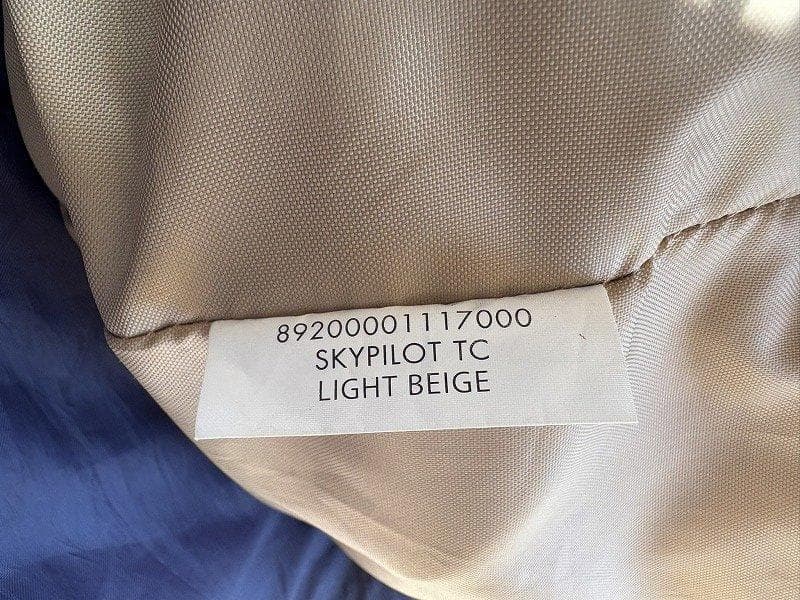 89200001117000
SKYPILOT TC
LIGHT BEIGE